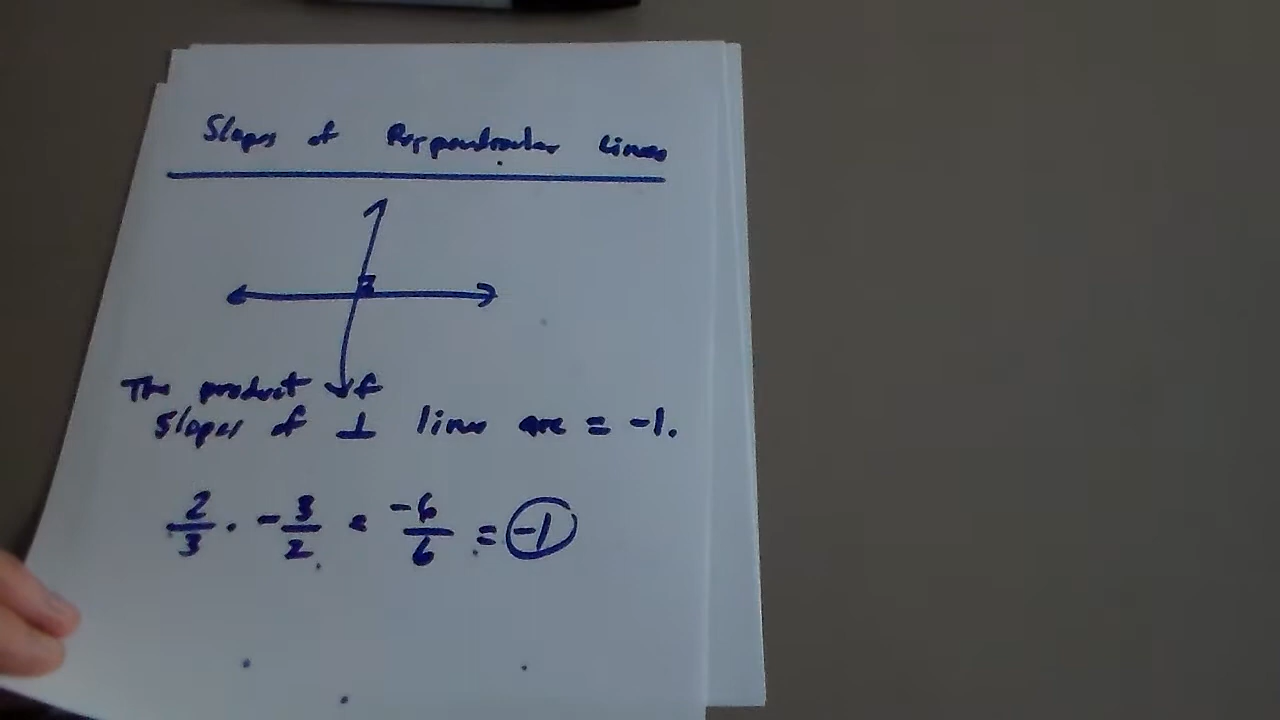 Slopes of Perpendicular Lines
The product of
Slopes of ⊥ lines are = -1.
2/3 · -3/2 = -6/6 = -1